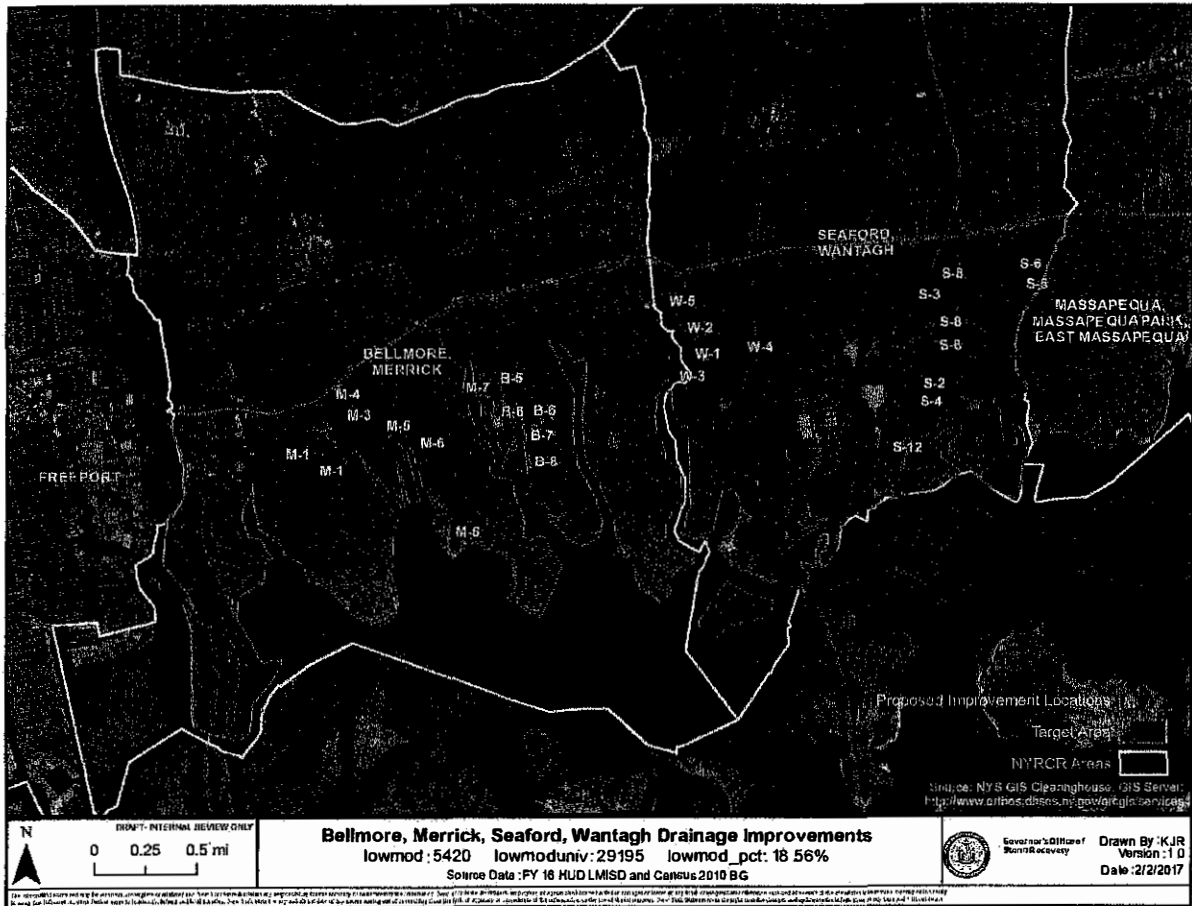 SEAFORD,
WANTAGH
S-6
S-8
S-8
S-3
MASSAPEQUA,
MASSAPEQUA PARK,
EAST MASSAPEQUA
W-5
W-2
S-8
W-4
W-1
S-6
BELLMORE,
MERRICK
W-3
B-5
M-7
S-2
M-4
S-4
M-3
B-6
B-6
M-5
B-7
M-6
S-12
M-1
B-8
M-1
FREEPORT
M-6
Proposed Improvement Locations
Target Area
NYRCR Areas
Source: NYS GIS Clearinghouse, GIS Server:
N
DRAFT- INTERNAL REVIEW ONLY
0 0.25 0.5 mi
Bellmore, Merrick, Seaford, Wantagh Drainage Improvements
lowmod : 5420 lowmoduniv: 29195 lowmod_pct: 18.56%
Source Data :FY 16 HUD LMISD and Census 2010 BG
Governor's Office of
Storm Recovery
Drawn By :KJR
Version :1.0
Date :2/2/2017